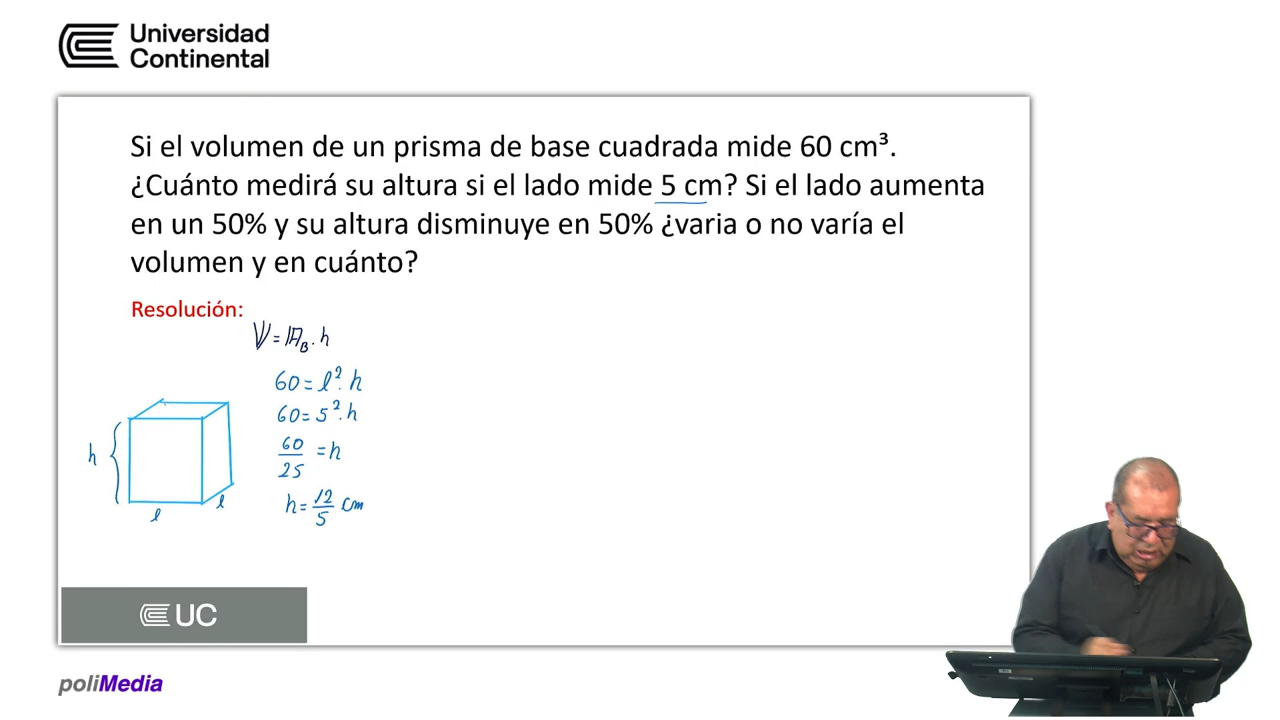 Universidad
Continental
Si el volumen de un prisma de base cuadrada mide 60 cm³.
¿Cuánto medirá su altura si el lado mide 5 cm? Si el lado aumenta
en un 50% y su altura disminuye en 50% ¿varia o no varía el
volumen y en cuánto?
Resolución:
V = A_B . h
60 = l² . h
60 = 5² . h
60/25 = h
h = 12/5 cm
h
l
l
UC
poliMedia